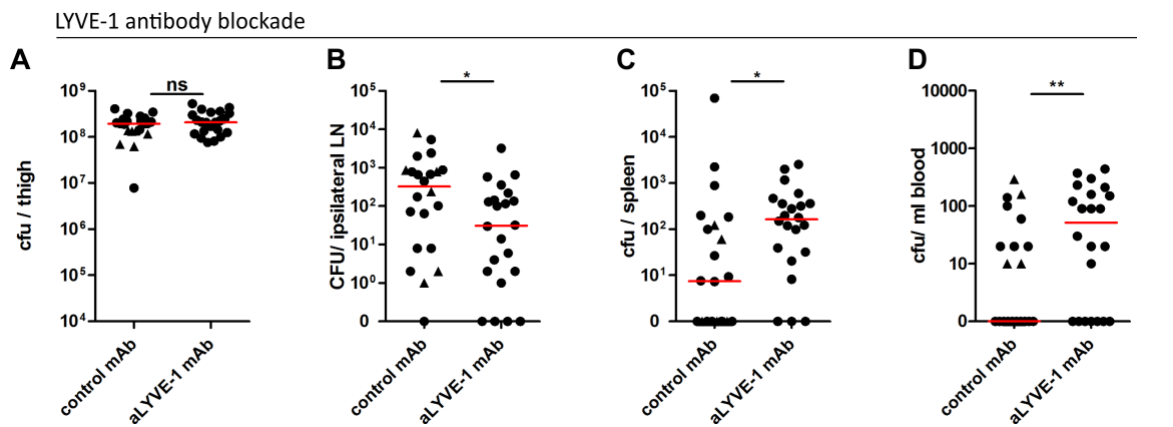 LYVE-1 antibody blockade
A
cfu / thigh
10⁹
10⁸
10⁷
10⁶
10⁵
10⁴
ns
control mAb
aLYVE-1 mAb
B
CFU/ ipsilateral LN
10⁵
10⁴
10³
10²
10¹
10⁰
0
*
control mAb
aLYVE-1 mAb
C
cfu / spleen
10⁵
10⁴
10³
10²
10¹
0
*
control mAb
aLYVE-1 mAb
D
cfu/ ml blood
10000
1000
100
10
0
**
control mAb
aLYVE-1 mAb